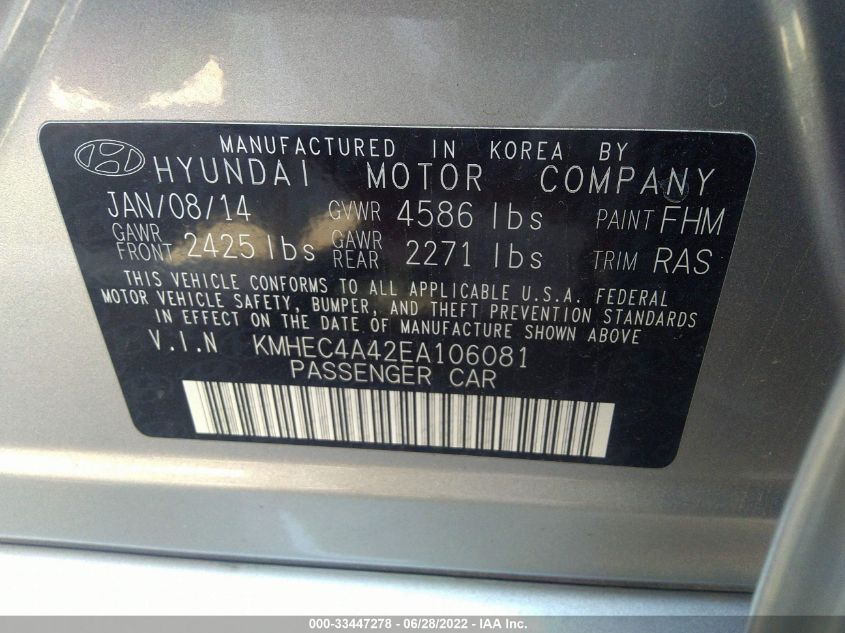 MANUFACTURED IN KOREA BY
HYUNDAI MOTOR COMPANY
JAN/08/14 GVWR 4586 lbs PAINT FHM
GAWR FRONT 2425 lbs GAWR REAR 2271 lbs TRIM RAS
THIS VEHICLE CONFORMS TO ALL APPLICABLE U.S.A. FEDERAL
MOTOR VEHICLE SAFETY, BUMPER, AND THEFT PREVENTION STANDARDS
IN EFFECT ON THE DATE OF MANUFACTURE SHOWN ABOVE
V.I.N KMHEC4A42EA106081
PASSENGER CAR
000-33447278 - 06/28/2022 - IAA Inc.